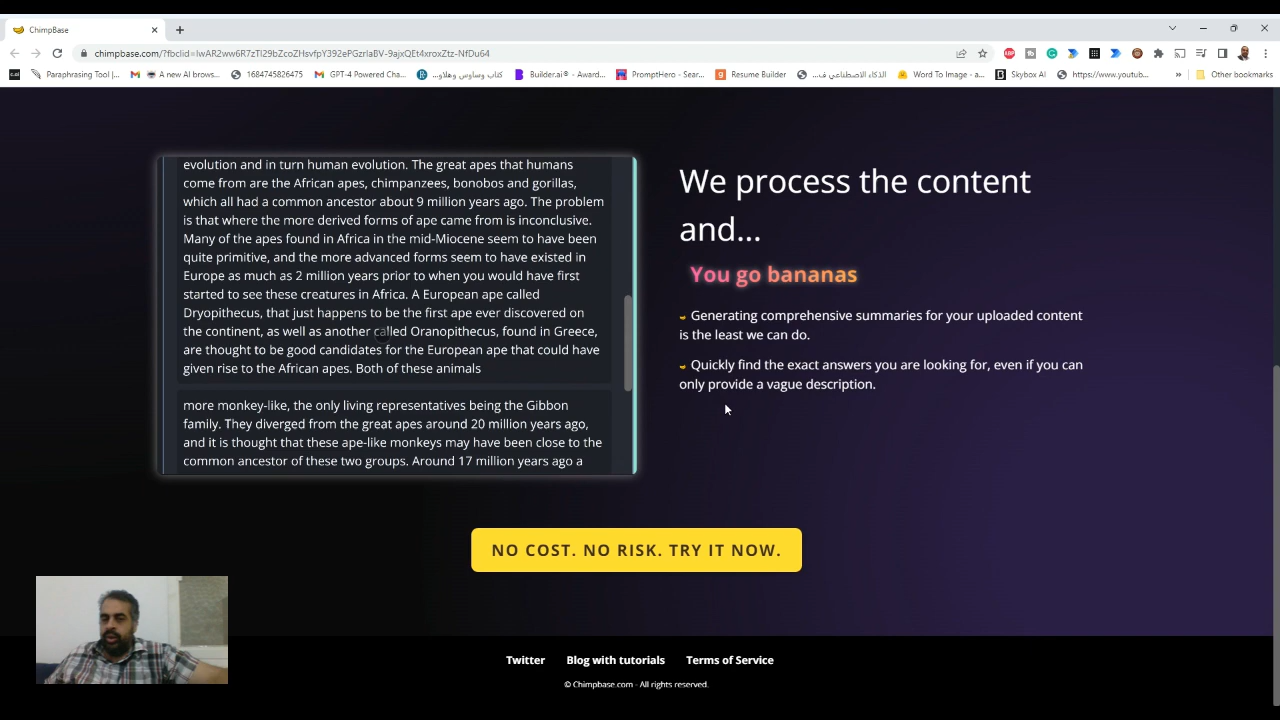 ChimpBase
chimpbase.com/?fbclid=IwAR2ww6R7zTl29bZcoZHsvfpY392ePGzrlaBV-9ajxQEt4xroxZtz-NfDu64
Paraphrasing Tool |...
A new AI brows...
1684745826475
GPT-4 Powered Cha...
كتاب وساوس وهلاو...
Builder.ai® - Award...
PromptHero - Sear...
Resume Builder
الذكاء الاصطناعي ف...
Word To Image - a...
Skybox AI
https://www.youtub...
»
Other bookmarks
evolution and in turn human evolution. The great apes that humans
come from are the African apes, chimpanzees, bonobos and gorillas,
which all had a common ancestor about 9 million years ago. The problem
is that where the more derived forms of ape came from is inconclusive.
Many of the apes found in Africa in the mid-Miocene seem to have been
quite primitive, and the more advanced forms seem to have existed in
Europe as much as 2 million years prior to when you would have first
started to see these creatures in Africa. A European ape called
Dryopithecus, that just happens to be the first ape ever discovered on
the continent, as well as another called Oranopithecus, found in Greece,
are thought to be good candidates for the European ape that could have
given rise to the African apes. Both of these animals
more monkey-like, the only living representatives being the Gibbon
family. They diverged from the great apes around 20 million years ago,
and it is thought that these ape-like monkeys may have been close to the
common ancestor of these two groups. Around 17 million years ago a
We process the content
and...
You go bananas
Generating comprehensive summaries for your uploaded content
is the least we can do.
Quickly find the exact answers you are looking for, even if you can
only provide a vague description.
NO COST. NO RISK. TRY IT NOW.
Twitter
Blog with tutorials
Terms of Service
© Chimpbase.com - All rights reserved.